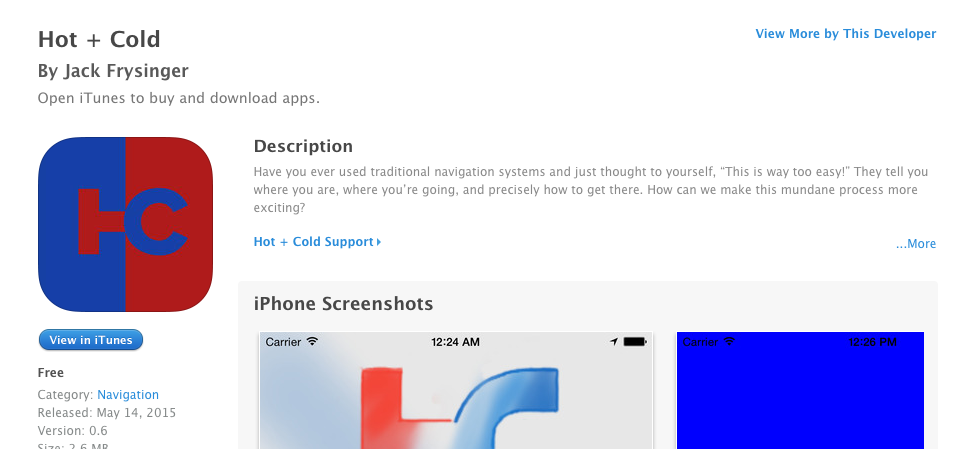 Hot + Cold
View More by This Developer
By Jack Frysinger
Open iTunes to buy and download apps.
HC
Description
Have you ever used traditional navigation systems and just thought to yourself, “This is way too easy!” They tell you
where you are, where you’re going, and precisely how to get there. How can we make this mundane process more
exciting?
Hot + Cold Support
...More
iPhone Screenshots
View in iTunes
Carrier 12:24 AM
Carrier 12:26 PM
HC
Free
Category: Navigation
Released: May 14, 2015
Version: 0.6
Size: 2.6 MB